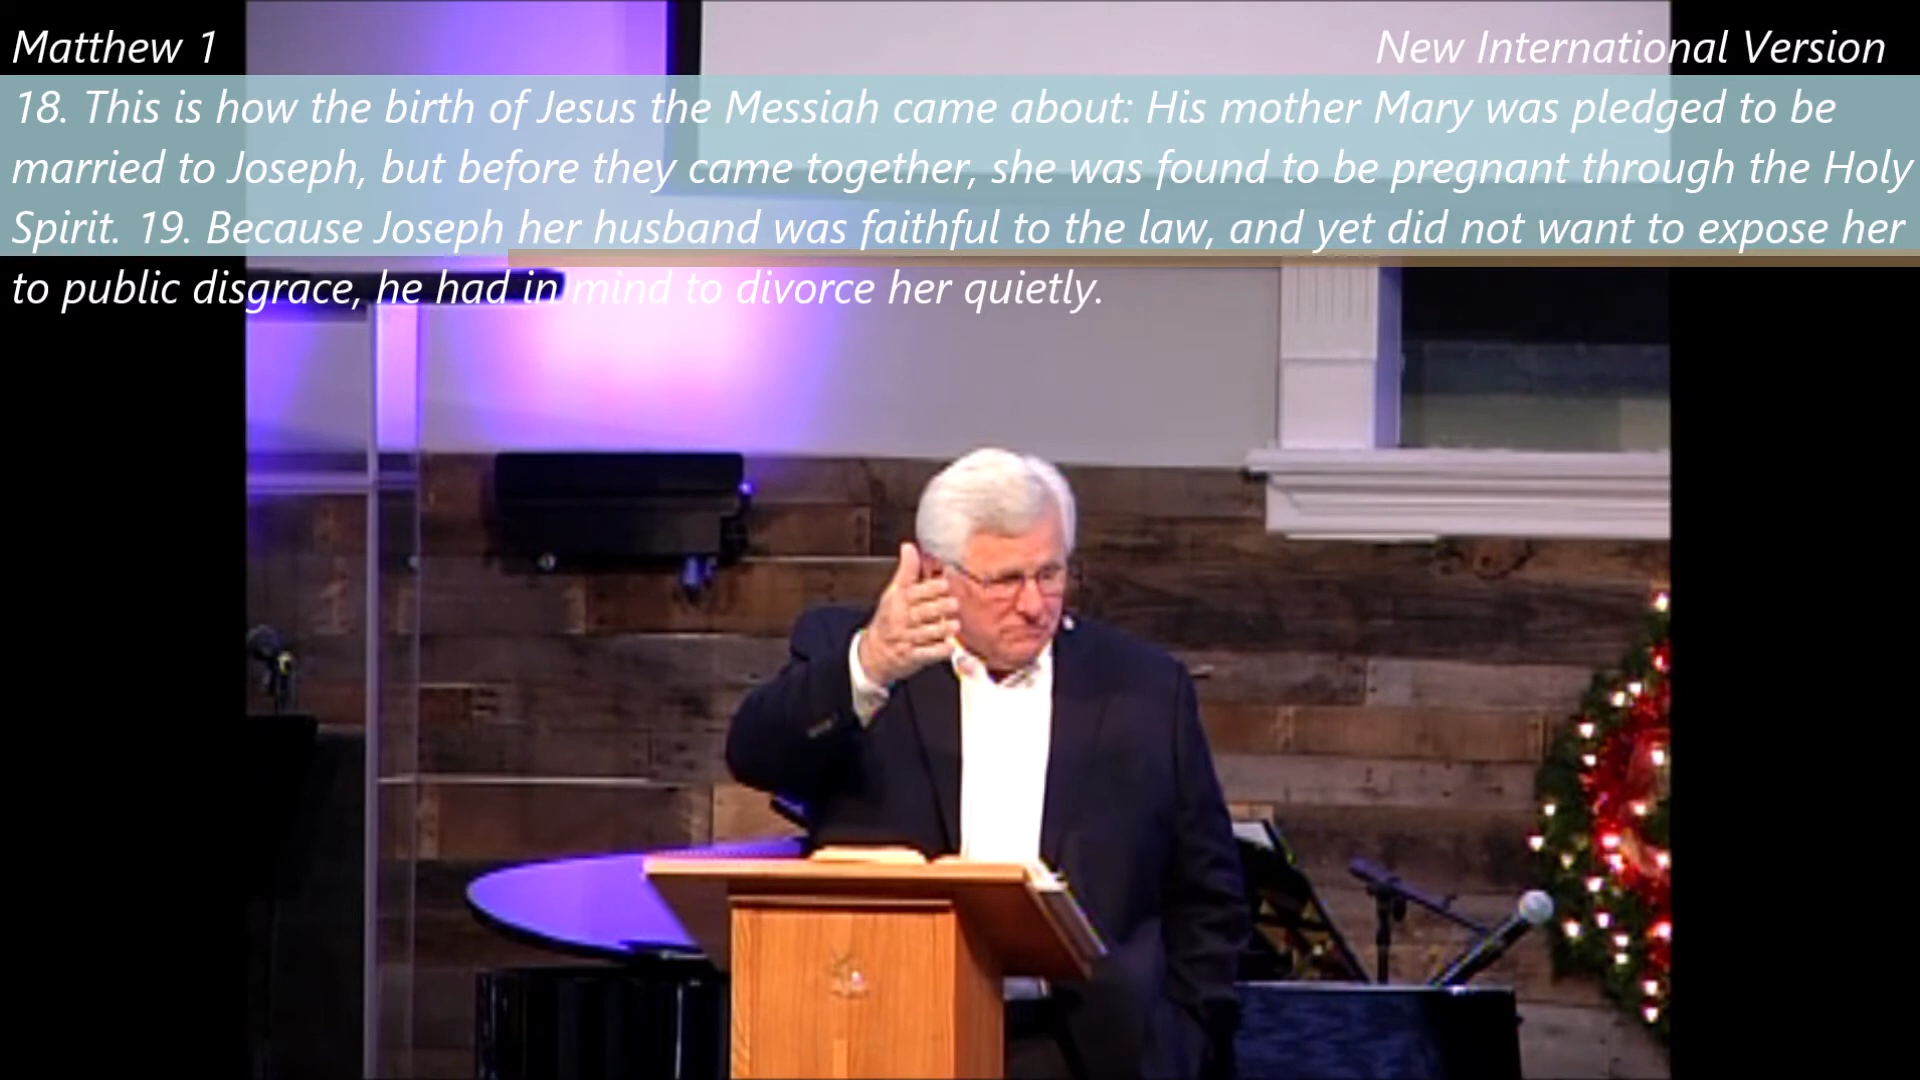 Matthew 1
New International Version
18. This is how the birth of Jesus the Messiah came about: His mother Mary was pledged to be
married to Joseph, but before they came together, she was found to be pregnant through the Holy
Spirit. 19. Because Joseph her husband was faithful to the law, and yet did not want to expose her
to public disgrace, he had in mind to divorce her quietly.